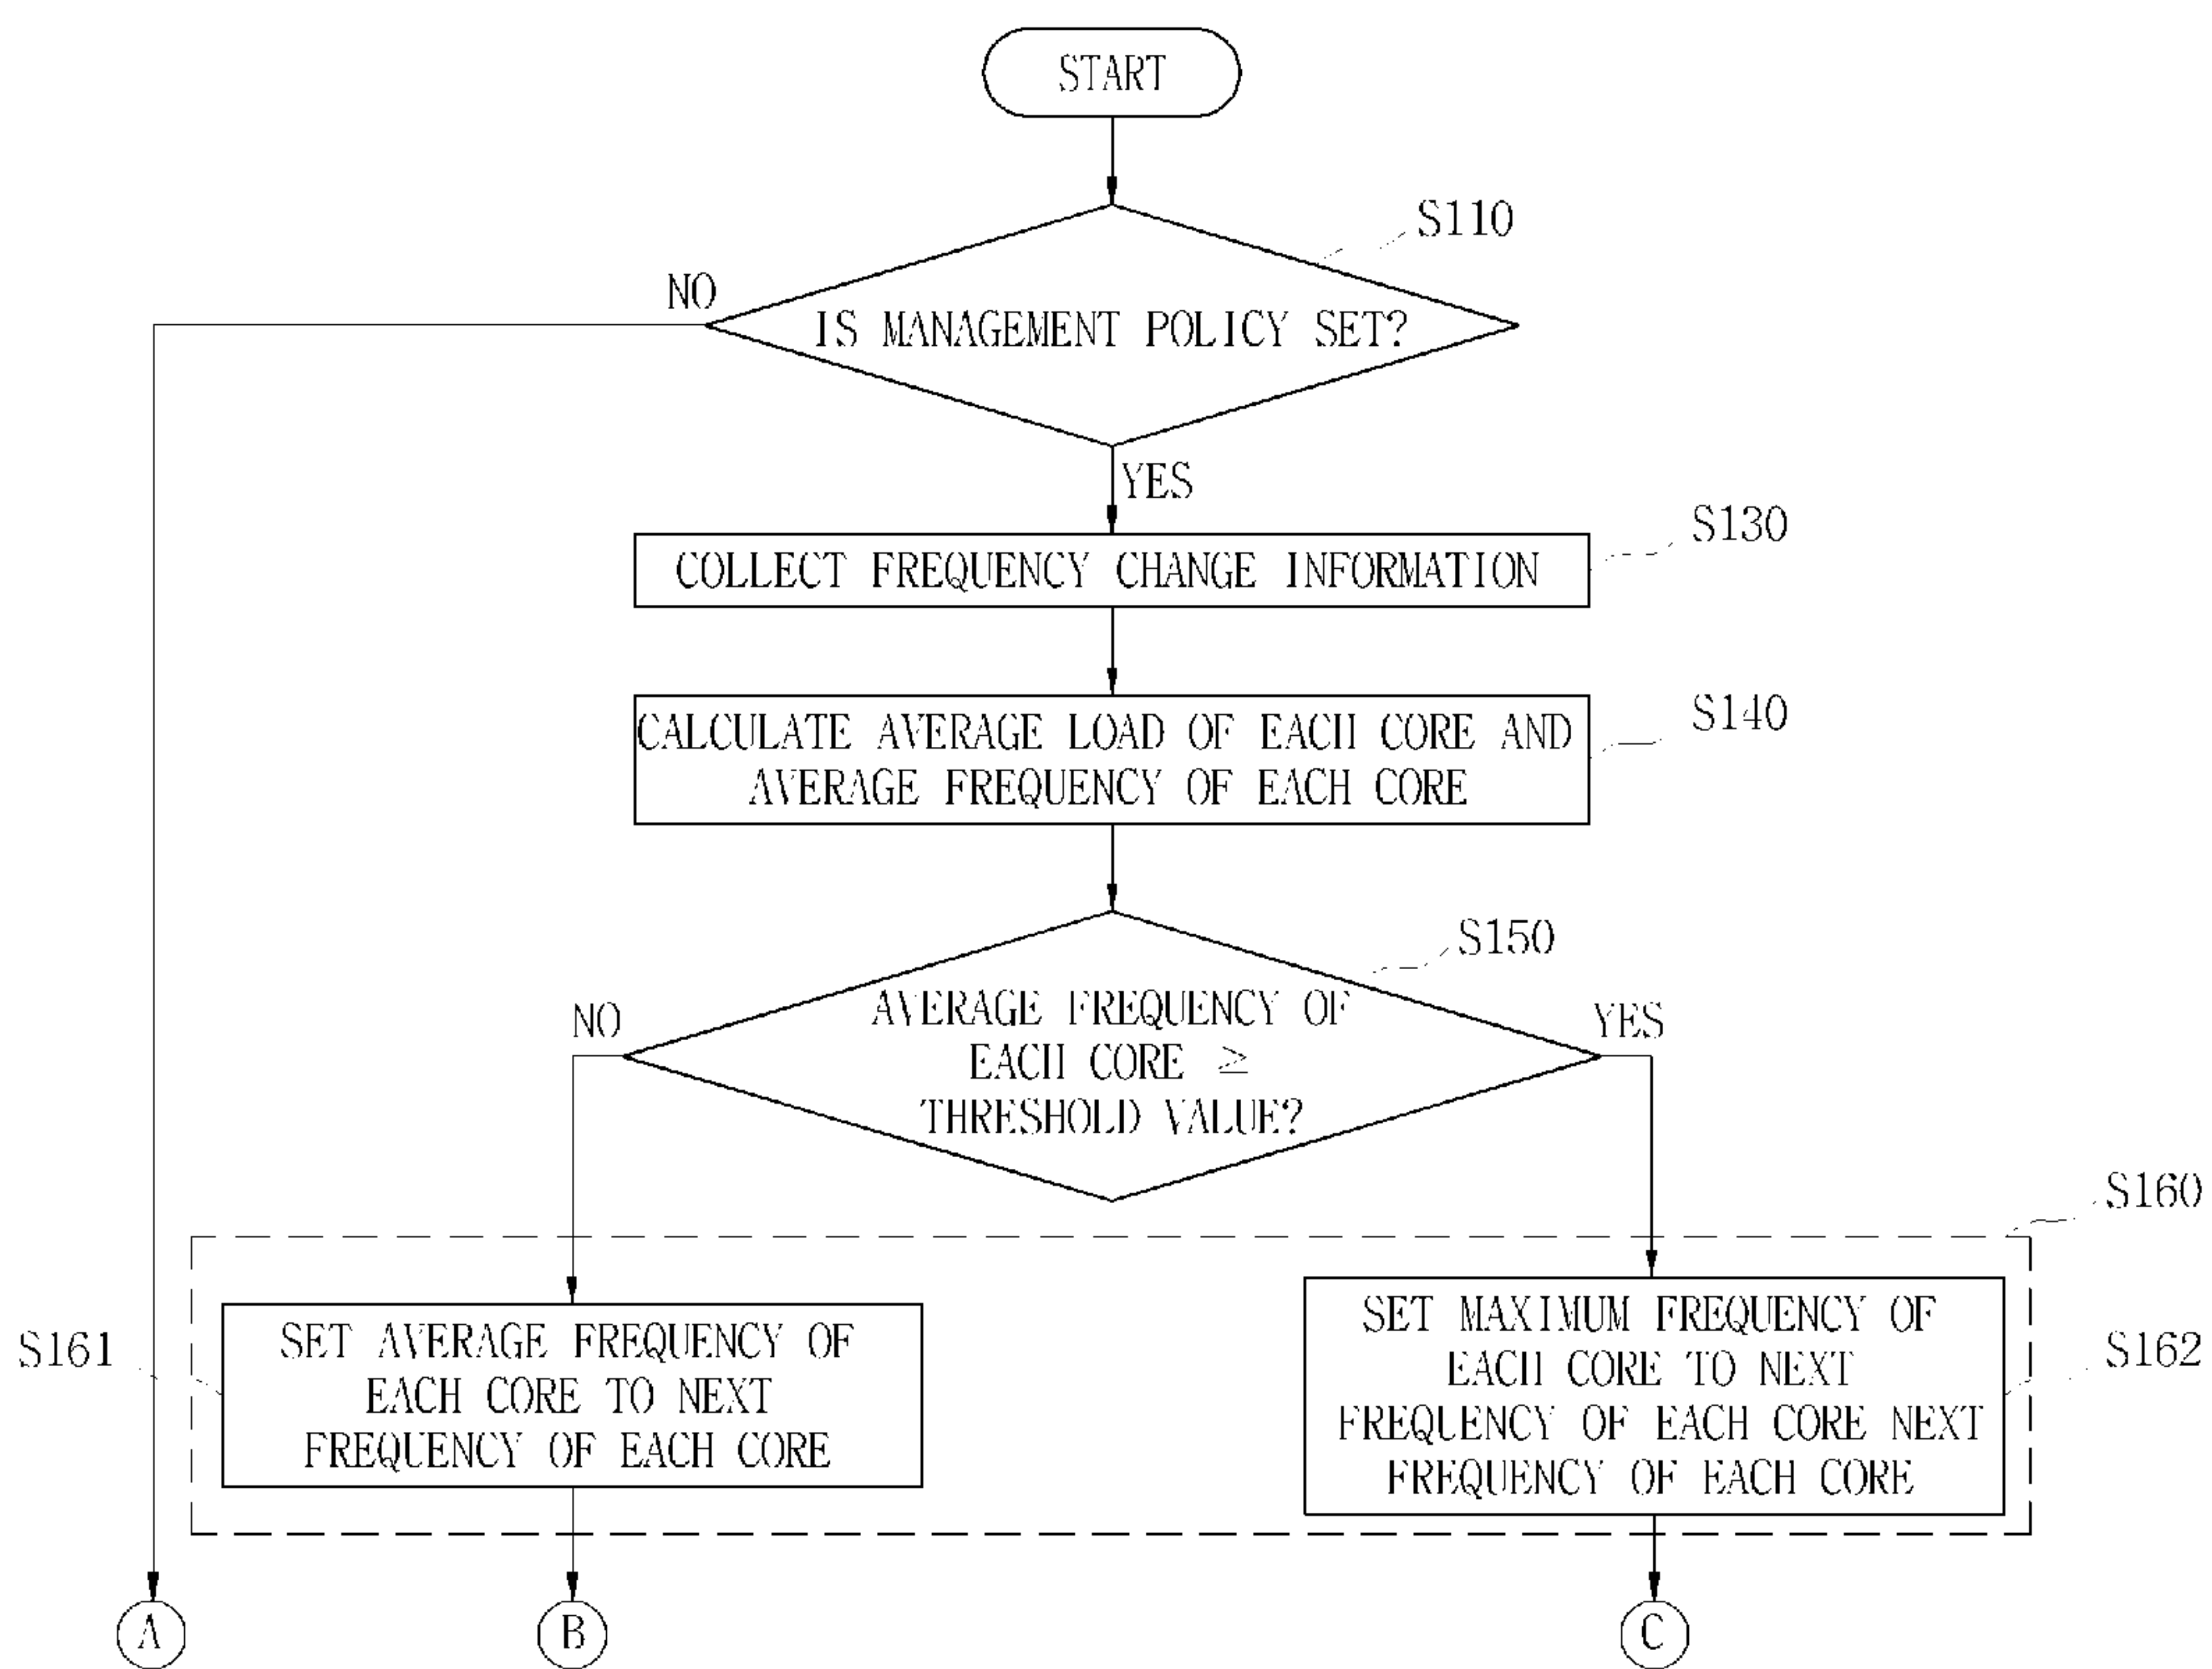 START
S110
NO
IS MANAGEMENT POLICY SET?
YES
S130
COLLECT FREQUENCY CHANGE INFORMATION
S140
CALCULATE AVERAGE LOAD OF EACH CORE AND
AVERAGE FREQUENCY OF EACH CORE
S150
NO
AVERAGE FREQUENCY OF
EACH CORE ≥
THRESHOLD VALUE?
YES
S160
S161
SET AVERAGE FREQUENCY OF
EACH CORE TO NEXT
FREQUENCY OF EACH CORE
SET MAXIMUM FREQUENCY OF
EACH CORE TO NEXT
FREQUENCY OF EACH CORE NEXT
FREQUENCY OF EACH CORE
S162
A
B
C